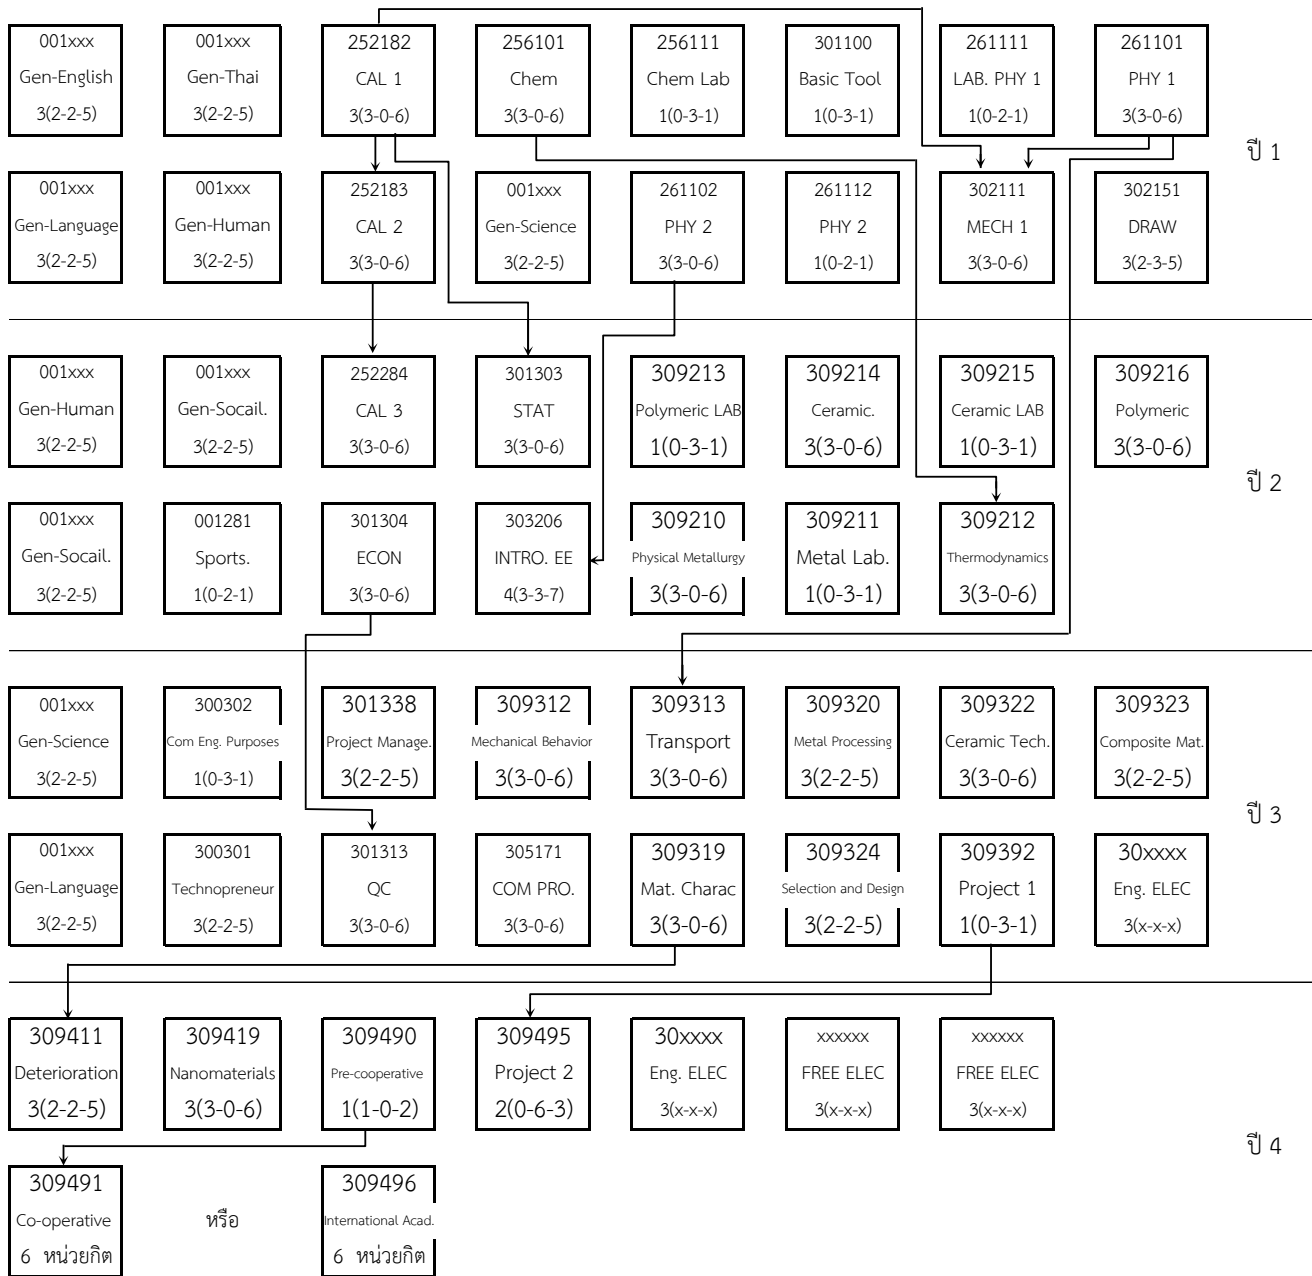 001xxx
Gen-English
3(2-2-5)
001xxx
Gen-Thai
3(2-2-5)
252182
CAL 1
3(3-0-6)
256101
Chem
3(3-0-6)
256111
Chem Lab
1(0-3-1)
301100
Basic Tool
1(0-3-1)
261111
LAB. PHY 1
1(0-2-1)
261101
PHY 1
3(3-0-6)
ปี 1
001xxx
Gen-Language
3(2-2-5)
001xxx
Gen-Human
3(2-2-5)
252183
CAL 2
3(3-0-6)
001xxx
Gen-Science
3(2-2-5)
261102
PHY 2
3(3-0-6)
261112
PHY 2
1(0-2-1)
302111
MECH 1
3(3-0-6)
302151
DRAW
3(2-3-5)
001xxx
Gen-Human
3(2-2-5)
001xxx
Gen-Socail.
3(2-2-5)
252284
CAL 3
3(3-0-6)
301303
STAT
3(3-0-6)
309213
Polymeric LAB
1(0-3-1)
309214
Ceramic.
3(3-0-6)
309215
Ceramic LAB
1(0-3-1)
309216
Polymeric
3(3-0-6)
ปี 2
001xxx
Gen-Socail.
3(2-2-5)
001281
Sports.
1(0-2-1)
301304
ECON
3(3-0-6)
303206
INTRO. EE
4(3-3-7)
309210
Physical Metallurgy
3(3-0-6)
309211
Metal Lab.
1(0-3-1)
309212
Thermodynamics
3(3-0-6)
001xxx
Gen-Science
3(2-2-5)
300302
Com Eng. Purposes
1(0-3-1)
301338
Project Manage.
3(2-2-5)
309312
Mechanical Behavior
3(3-0-6)
309313
Transport
3(3-0-6)
309320
Metal Processing
3(2-2-5)
309322
Ceramic Tech.
3(3-0-6)
309323
Composite Mat.
3(2-2-5)
ปี 3
001xxx
Gen-Language
3(2-2-5)
300301
Technopreneur
3(2-2-5)
301313
QC
3(3-0-6)
305171
COM PRO.
3(3-0-6)
309319
Mat. Charac
3(3-0-6)
309324
Selection and Design
3(2-2-5)
309392
Project 1
1(0-3-1)
30xxxx
Eng. ELEC
3(x-x-x)
309411
Deterioration
3(2-2-5)
309419
Nanomaterials
3(3-0-6)
309490
Pre-cooperative
1(1-0-2)
309495
Project 2
2(0-6-3)
30xxxx
Eng. ELEC
3(x-x-x)
xxxxxx
FREE ELEC
3(x-x-x)
xxxxxx
FREE ELEC
3(x-x-x)
ปี 4
309491
Co-operative
6 หน่วยกิต
หรือ
309496
International Acad.
6 หน่วยกิต